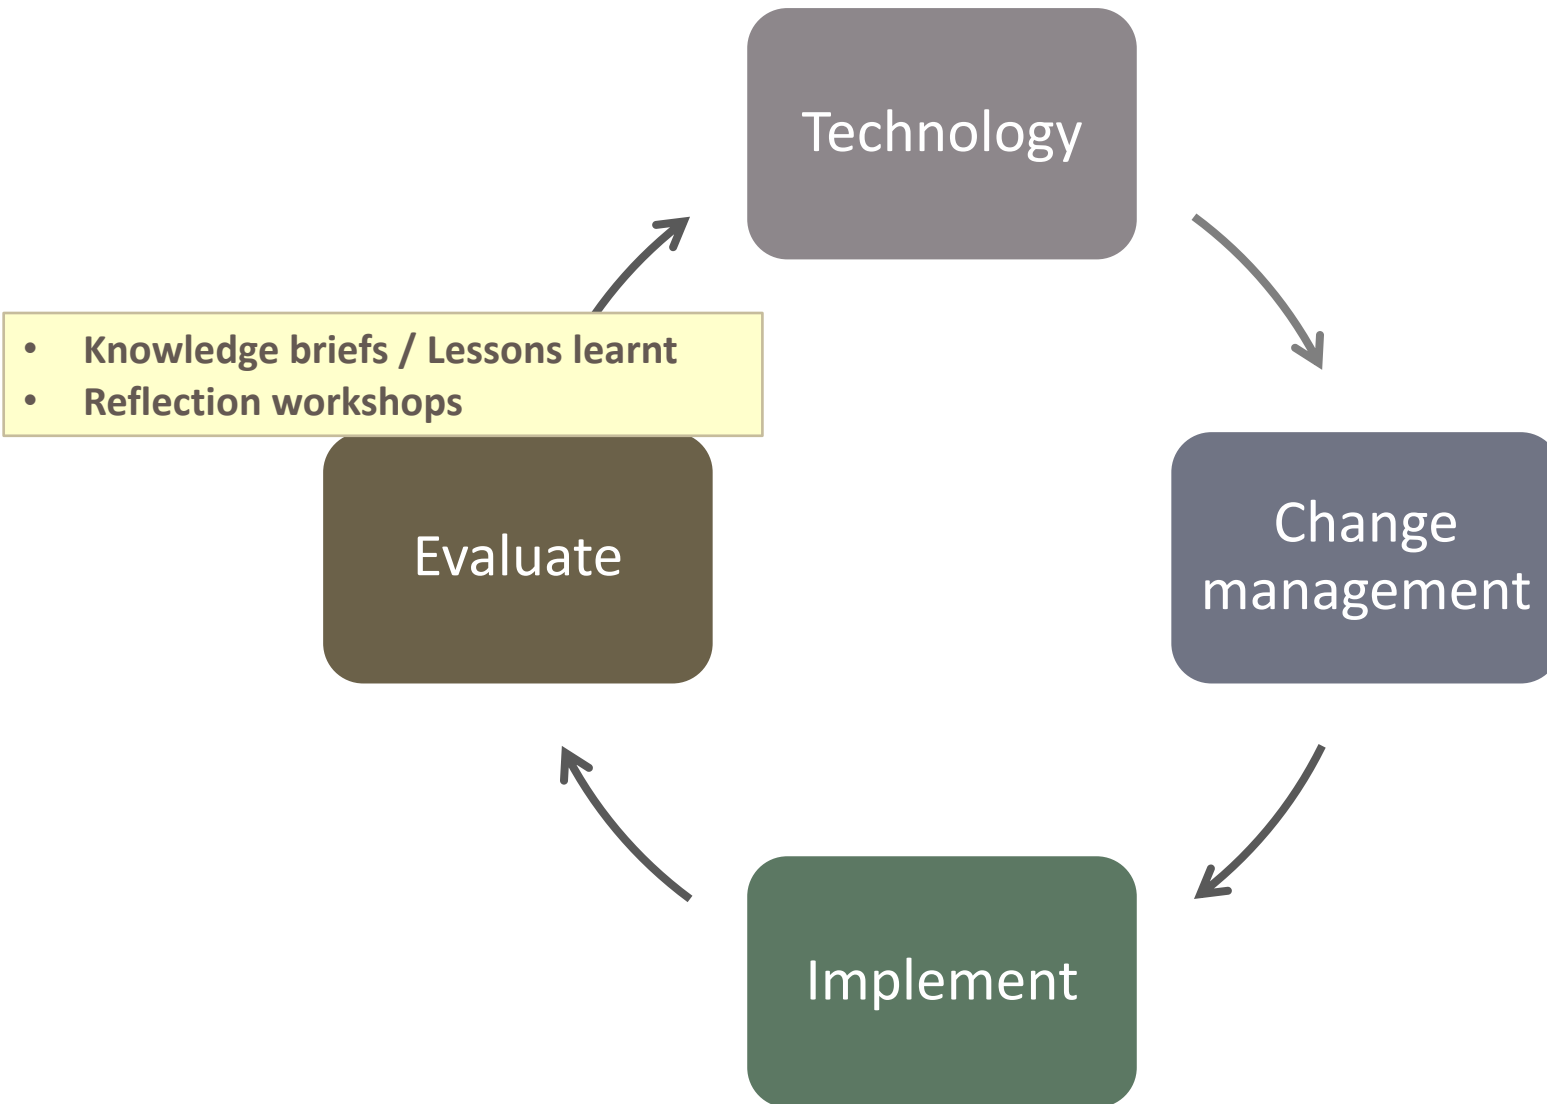 Technology
• Knowledge briefs / Lessons learnt
• Reflection workshops
Evaluate
Change
management
Implement